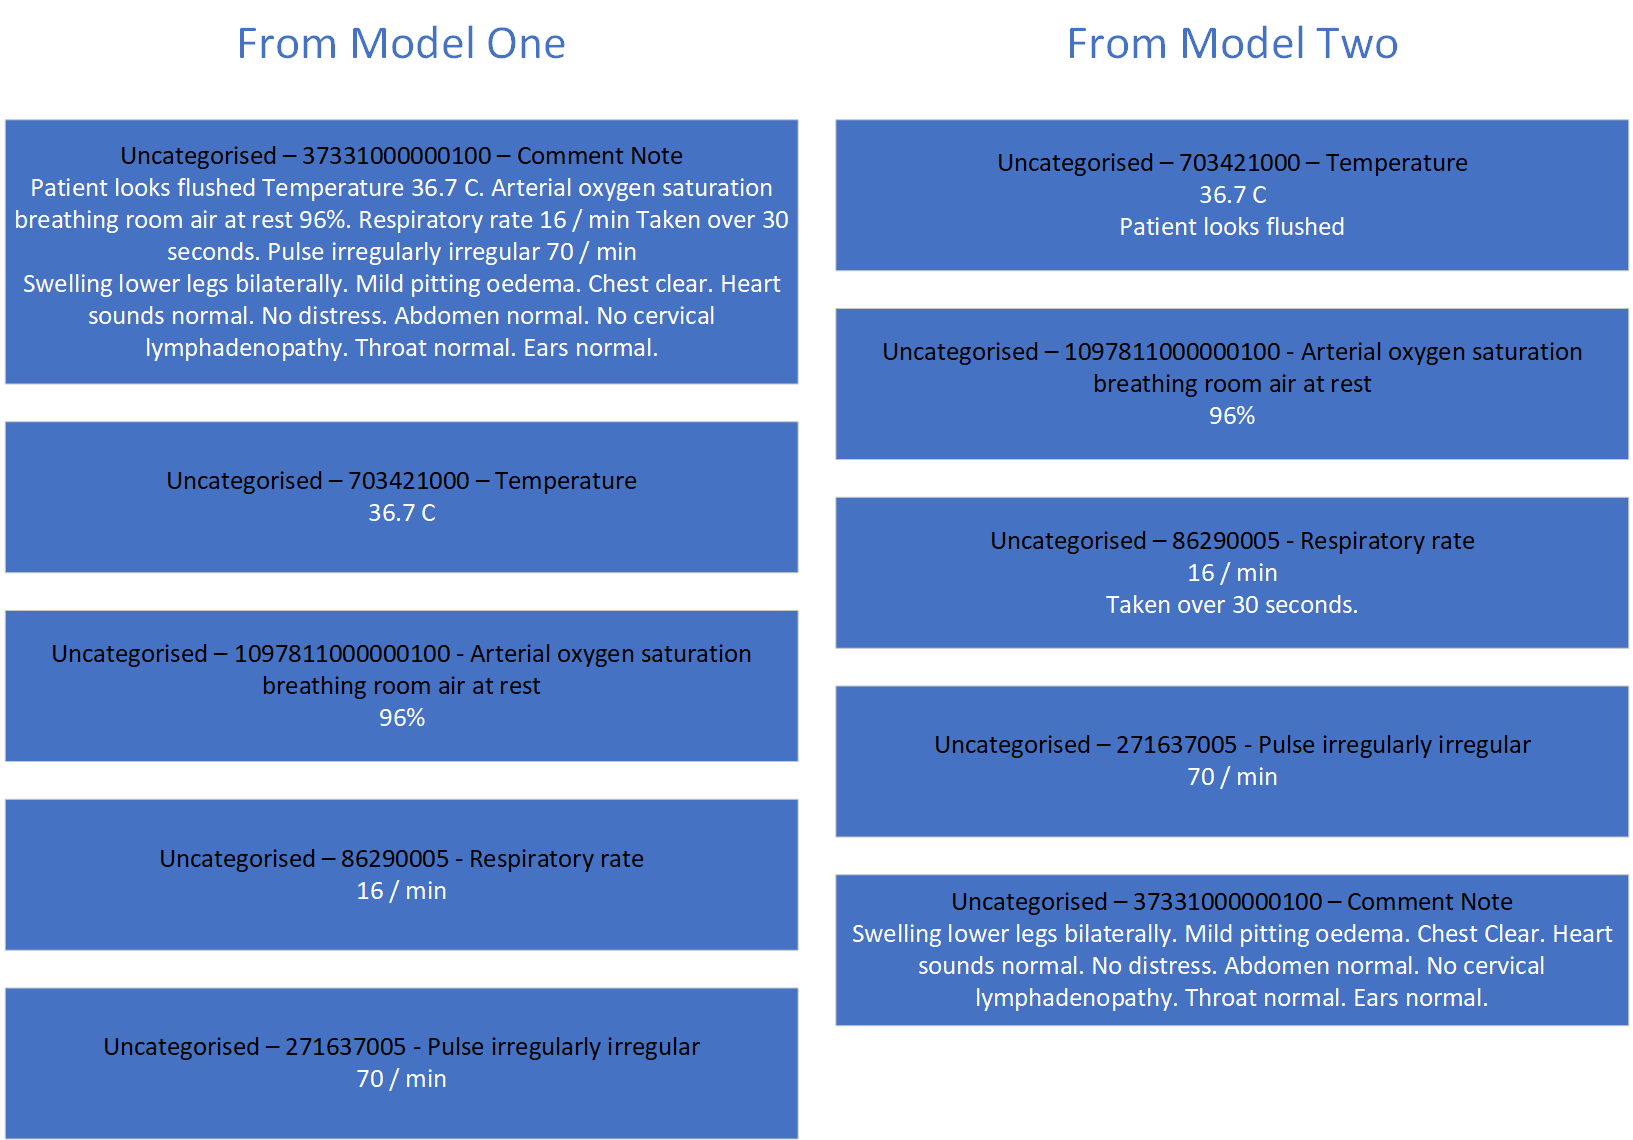 From Model One
Uncategorised – 37331000000100 – Comment Note
Patient looks flushed Temperature 36.7 C. Arterial oxygen saturation
breathing room air at rest 96%. Respiratory rate 16 / min Taken over 30
seconds. Pulse irregularly irregular 70 / min
Swelling lower legs bilaterally. Mild pitting oedema. Chest clear. Heart
sounds normal. No distress. Abdomen normal. No cervical
lymphadenopathy. Throat normal. Ears normal.
Uncategorised – 703421000 – Temperature
36.7 C
Uncategorised – 1097811000000100 - Arterial oxygen saturation
breathing room air at rest
96%
Uncategorised – 86290005 - Respiratory rate
16 / min
Uncategorised – 271637005 - Pulse irregularly irregular
70 / min
From Model Two
Uncategorised – 703421000 – Temperature
36.7 C
Patient looks flushed
Uncategorised – 1097811000000100 - Arterial oxygen saturation
breathing room air at rest
96%
Uncategorised – 86290005 - Respiratory rate
16 / min
Taken over 30 seconds.
Uncategorised – 271637005 - Pulse irregularly irregular
70 / min
Uncategorised – 37331000000100 – Comment Note
Swelling lower legs bilaterally. Mild pitting oedema. Chest Clear. Heart
sounds normal. No distress. Abdomen normal. No cervical
lymphadenopathy. Throat normal. Ears normal.